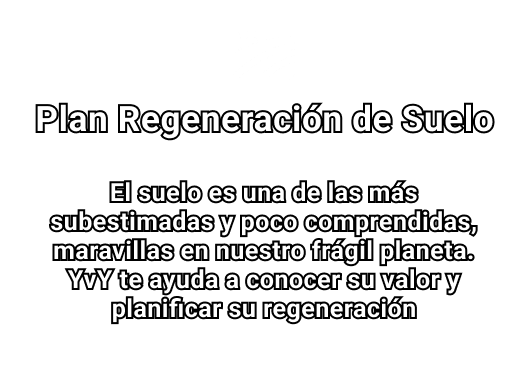 Plan Regeneración de Suelo
El suelo es una de las más
subestimadas y poco comprendidas,
maravillas en nuestro frágil planeta.
YvY te ayuda a conocer su valor y
planificar su regeneración